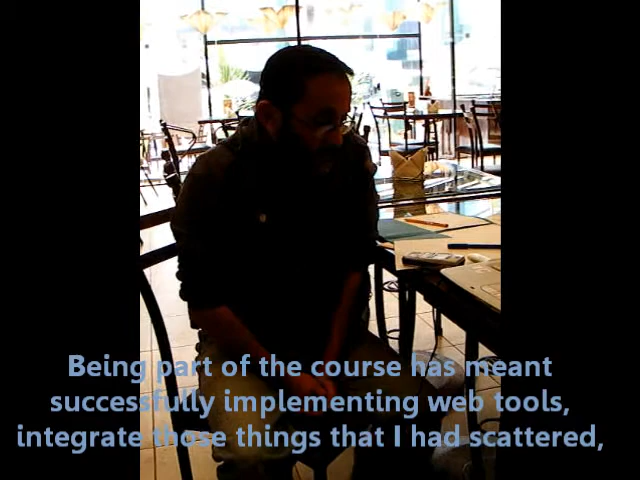 Being part of the course has meant
successfully implementing web tools,
integrate those things that I had scattered,